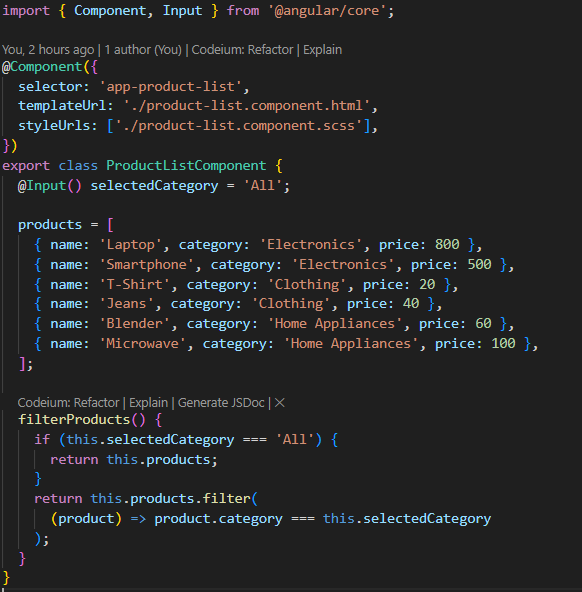 import { Component, Input } from '@angular/core';
You, 2 hours ago | 1 author (You) | Codeium: Refactor | Explain
@Component({
  selector: 'app-product-list',
  templateUrl: './product-list.component.html',
  styleUrls: ['./product-list.component.scss'],
})
export class ProductListComponent {
  @Input() selectedCategory = 'All';
  products = [
    { name: 'Laptop', category: 'Electronics', price: 800 },
    { name: 'Smartphone', category: 'Electronics', price: 500 },
    { name: 'T-Shirt', category: 'Clothing', price: 20 },
    { name: 'Jeans', category: 'Clothing', price: 40 },
    { name: 'Blender', category: 'Home Appliances', price: 60 },
    { name: 'Microwave', category: 'Home Appliances', price: 100 },
  ];
  Codeium: Refactor | Explain | Generate JSDoc | ×
  filterProducts() {
    if (this.selectedCategory === 'All') {
      return this.products;
    }
    return this.products.filter(
      (product) => product.category === this.selectedCategory
    );
  }
}